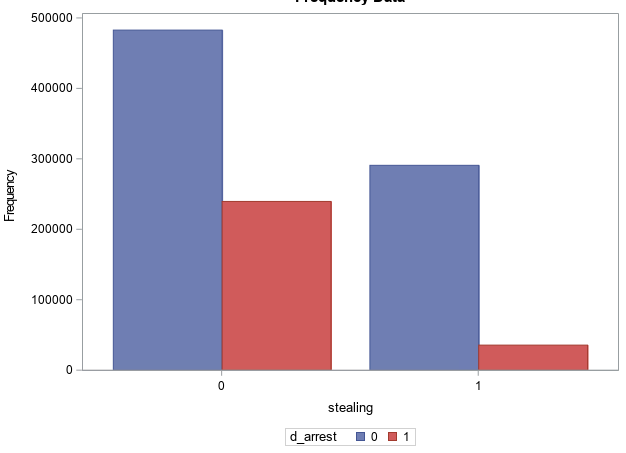 Frequency Data
500000
400000
300000
200000
100000
0
Frequency
0 1
stealing
d_arrest 0 1